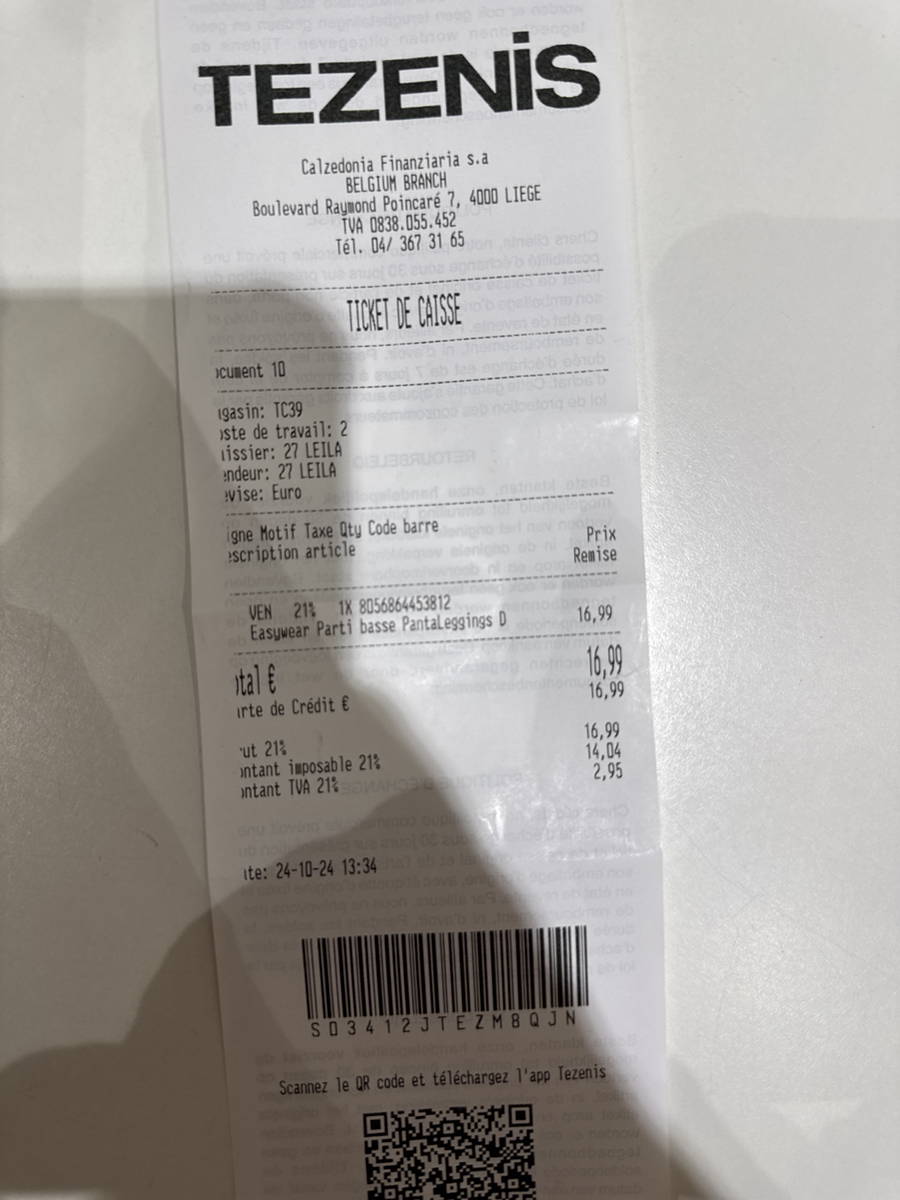 TEZENiS
Calzedonia Finanziaria s.a
BELGIUM BRANCH
Boulevard Raymond Poincaré 7, 4000 LIEGE
TVA 0838.055.452
Tél. 04/ 367 31 65
TICKET DE CAISSE
ocument 10
gasin: TC39
oste de travail: 2
issier: 27 LEILA
endeur: 27 LEILA
evise: Euro
igne Motif Taxe Qty Code barre Prix
escription article Remise
VEN 21% 1X 8056864453812
Easywear Parti basse PantaLeggings D 16,99
otal € 16,99
arte de Crédit € 16,99
ut 21% 16,99
ontant imposable 21% 14,04
ontant TVA 21% 2,95
ate: 24-10-24 13:34
S03412JTEZM8QJN
Scannez le QR code et téléchargez l'app Tezenis